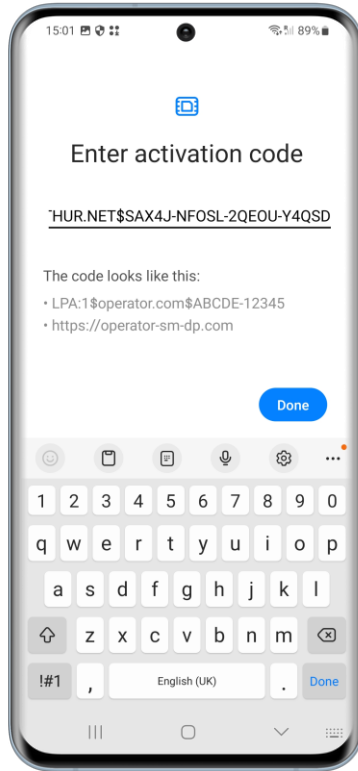 15:01 89%
Enter activation code
THUR.NET$SAX4J-NFOSL-2QEOU-Y4QSD
The code looks like this:
• LPA:1$operator.com$ABCDE-12345
• https://operator-sm-dp.com
Done
1 2 3 4 5 6 7 8 9 0
q w e r t y u i o p
a s d f g h j k l
z x c v b n m
!#1 , English (UK) . Done